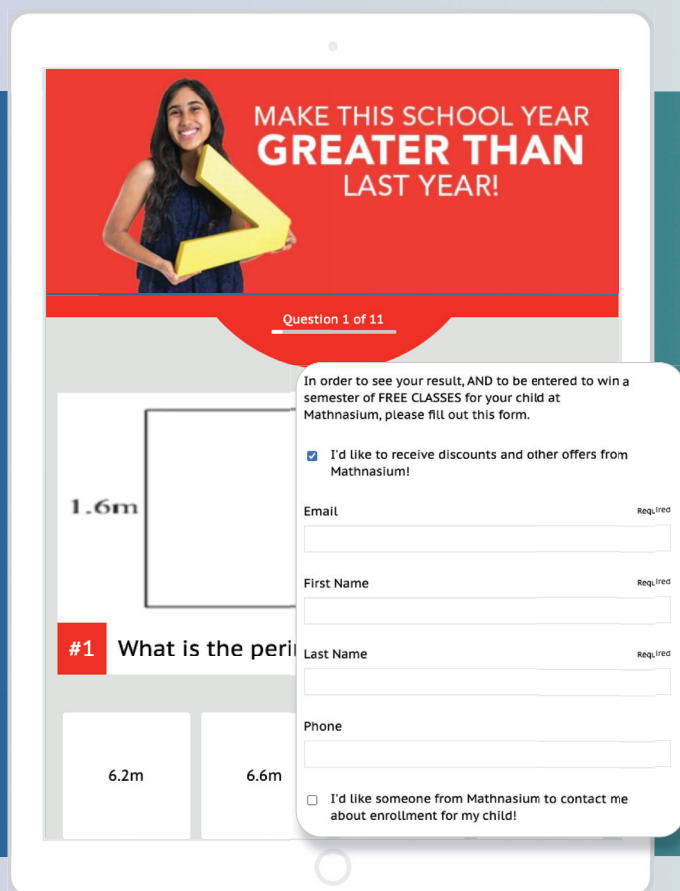 MAKE THIS SCHOOL YEAR
GREATER THAN
LAST YEAR!
Question 1 of 11
1.6m
#1 What is the peri
6.2m
6.6m
In order to see your result, AND to be entered to win a
semester of FREE CLASSES for your child at
Mathnasium, please fill out this form.
I'd like to receive discounts and other offers from
Mathnasium!
Email Required
First Name Required
Last Name Required
Phone
I'd like someone from Mathnasium to contact me
about enrollment for my child!